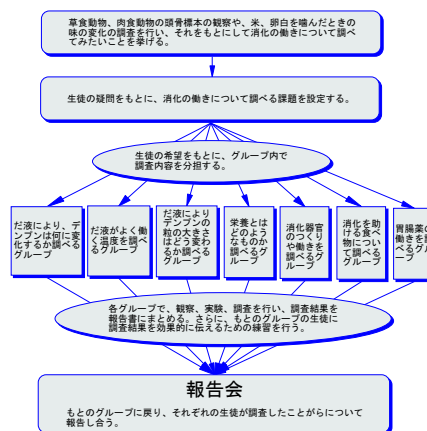 草食動物、肉食動物の頭骨標本の観察や、米、卵白を噛んだときの
味の変化の調査を行い、それをもとにして消化の働きについて調べ
てみたいことを挙げる。
生徒の疑問をもとに、消化の働きについて調べる課題を設定する。
生徒の希望をもとに、グループ内で
調査内容を分担する。
だ液により、デ
ンプンは何に変
化するか調べる
グループ
だ液がよく働
く温度を調べ
るグループ
だ液により
デンプンの
粒の大きさ
はどう変わ
るか調べる
グループ
栄養とは
どのよう
なものか
調べるグ
ループ
消化器官
のつくり
や働きを
調べるグ
ループ
消化を助
ける食べ
物につい
て調べる
グループ
胃腸薬の
働きを調
べるグル
ープ
各グループで、観察、実験、調査を行い、調査結果を
報告書にまとめる。さらに、もとのグループの生徒に
調査結果を効果的に伝えるための練習を行う。
報告会
もとのグループに戻り、それぞれの生徒が調査したことがらについて
報告し合う。